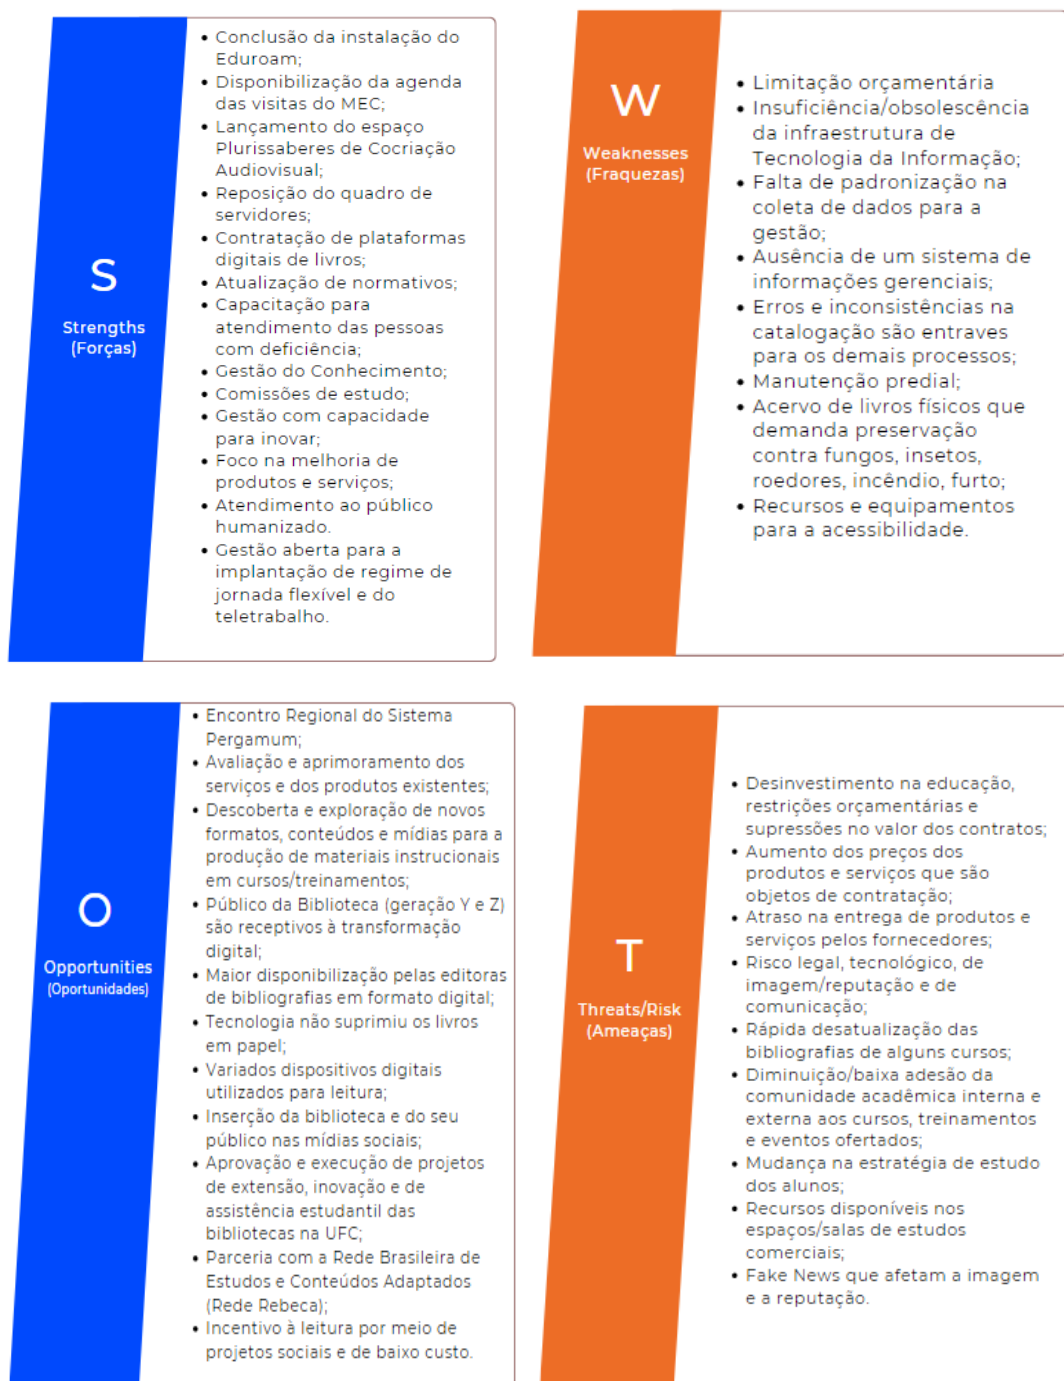 S
Strengths
(Forças)
• Conclusão da instalação do
Eduroam;
• Disponibilização da agenda
das visitas do MEC;
• Lançamento do espaço
Plurissaberes de Cocriação
Audiovisual;
• Reposição do quadro de
servidores;
• Contratação de plataformas
digitais de livros;
• Atualização de normativos;
• Capacitação para
atendimento das pessoas
com deficiência;
• Gestão do Conhecimento;
• Comissões de estudo;
• Gestão com capacidade
para inovar;
• Foco na melhoria de
produtos e serviços;
• Atendimento ao público
humanizado.
• Gestão aberta para a
implantação de regime de
jornada flexível e do
teletrabalho.
W
Weaknesses
(Fraquezas)
• Limitação orçamentária
• Insuficiência/obsolescência
da infraestrutura de
Tecnologia da Informação;
• Falta de padronização na
coleta de dados para a
gestão;
• Ausência de um sistema de
informações gerenciais;
• Erros e inconsistências na
catalogação são entraves
para os demais processos;
• Manutenção predial;
• Acervo de livros físicos que
demanda preservação
contra fungos, insetos,
roedores, incêndio, furto;
• Recursos e equipamentos
para a acessibilidade.
O
Opportunities
(Oportunidades)
• Encontro Regional do Sistema
Pergamum;
• Avaliação e aprimoramento dos
serviços e dos produtos existentes;
• Descoberta e exploração de novos
formatos, conteúdos e mídias para a
produção de materiais instrucionais
em cursos/treinamentos;
• Público da Biblioteca (geração Y e Z)
são receptivos à transformação
digital;
• Maior disponibilização pelas editoras
de bibliografias em formato digital;
• Tecnologia não suprimiu os livros
em papel;
• Variados dispositivos digitais
utilizados para leitura;
• Inserção da biblioteca e do seu
público nas mídias sociais;
• Aprovação e execução de projetos
de extensão, inovação e de
assistência estudantil das
bibliotecas na UFC;
• Parceria com a Rede Brasileira de
Estudos e Conteúdos Adaptados
(Rede Rebeca);
• Incentivo à leitura por meio de
projetos sociais e de baixo custo.
T
Threats/Risk
(Ameaças)
• Desinvestimento na educação,
restrições orçamentárias e
supressões no valor dos contratos;
• Aumento dos preços dos
produtos e serviços que são
objetos de contratação;
• Atraso na entrega de produtos e
serviços pelos fornecedores;
• Risco legal, tecnológico, de
imagem/reputação e de
comunicação;
• Rápida desatualização das
bibliografias de alguns cursos;
• Diminuição/baixa adesão da
comunidade acadêmica interna e
externa aos cursos, treinamentos
e eventos ofertados;
• Mudança na estratégia de estudo
dos alunos;
• Recursos disponíveis nos
espaços/salas de estudos
comerciais;
• Fake News que afetam a imagem
e a reputação.